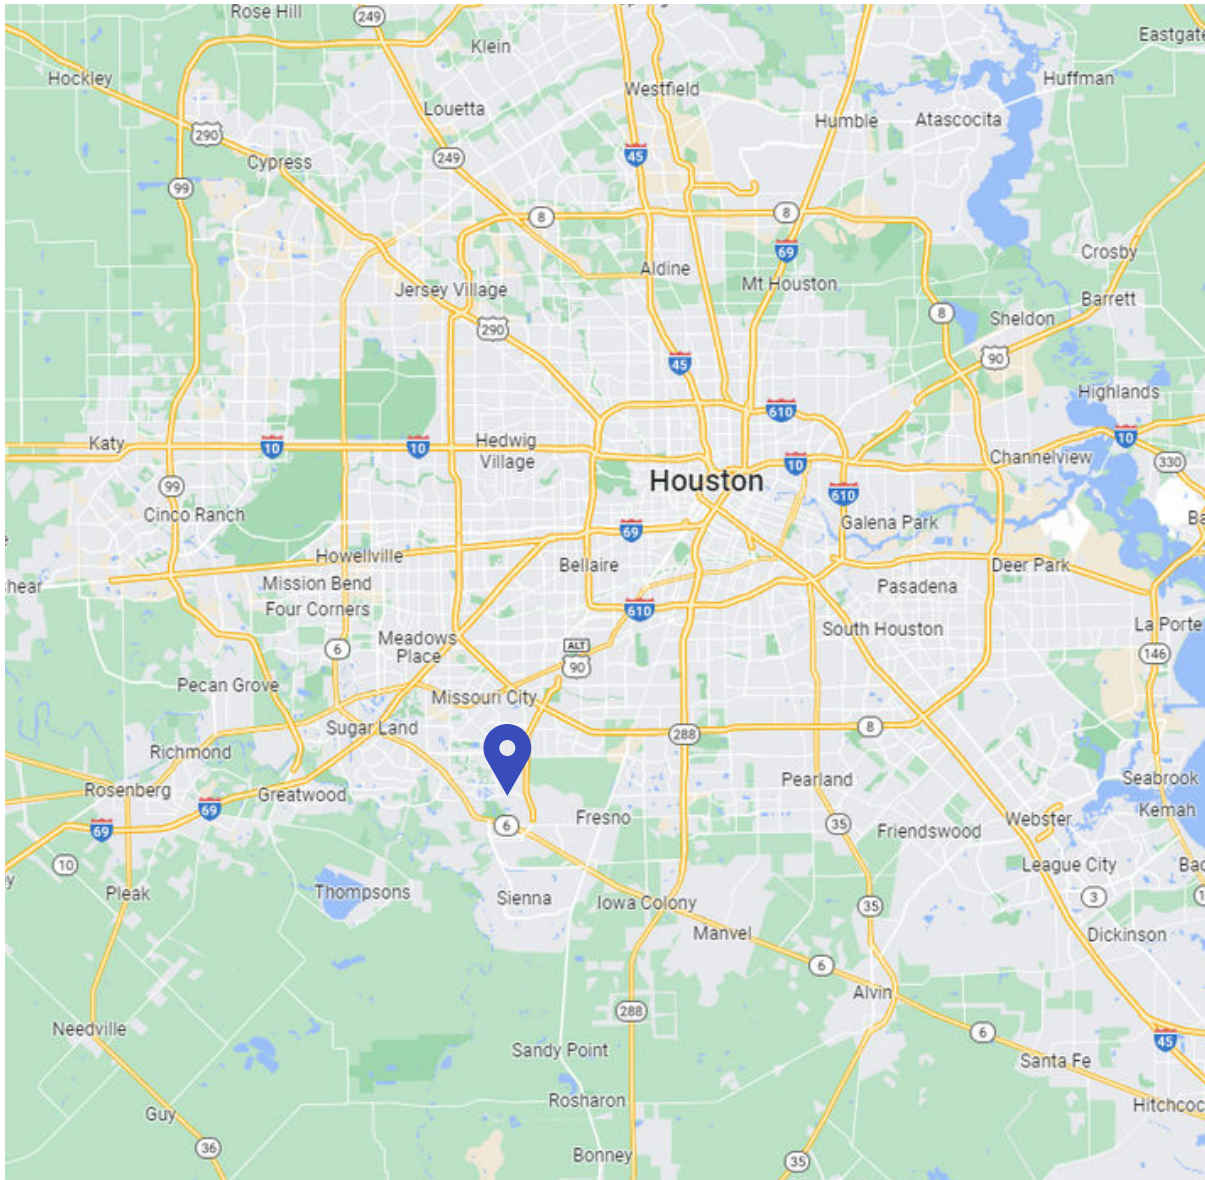 Rose Hill
249
Klein
Eastgate
Hockley
Westfield
Huffman
Louetta
Humble
Atascocita
290
Cypress
249
45
99
8
8
69
Crosby
Aldine
Jersey Village
Mt Houston
Barrett
8
Sheldon
290
90
45
Highlands
610
Katy
10
10
Hedwig
Village
10
10
Channelview
330
99
Houston
610
Cinco Ranch
69
Galena Park
Howellville
Bellaire
Deer Park
Mission Bend
Pasadena
Four Corners
610
South Houston
La Porte
Meadows
Place
6
ALT
90
146
Pecan Grove
Missouri City
Sugar Land
288
8
Richmond
Rosenberg
Greatwood
Pearland
Seabrook
69
Kemah
69
6
Fresno
35
Friendswood
Webster
10
League City
Pleak
Thompsons
Sienna
Iowa Colony
35
3
Manvel
Dickinson
6
Alvin
288
Needville
6
45
Sandy Point
Santa Fe
Rosharon
Hitchcoc
Guy
36
Bonney
35